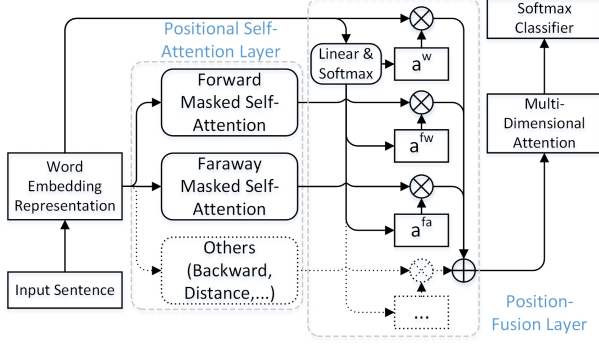 Positional Self-
Attention Layer
Forward
Masked Self-
Attention
Faraway
Masked Self-
Attention
Others
(Backward,
Distance,...)
Word
Embedding
Representation
Input Sentence
Linear &
Softmax
a^w
a^fw
a^fa
...
Softmax
Classifier
Multi-
Dimensional
Attention
Position-
Fusion Layer